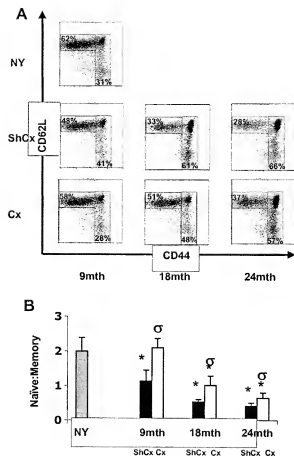 A
NY
62%
31%
CD62L
ShCx
48%
41%
33%
61%
28%
66%
Cx
58%
28%
51%
48%
37%
57%
CD44
9mth
18mth
24mth
B
Naïve:Memory
3
2
1
0
* σ
* σ *
* σ *
NY
9mth
18mth
24mth
ShCx Cx
ShCx Cx
ShCx Cx